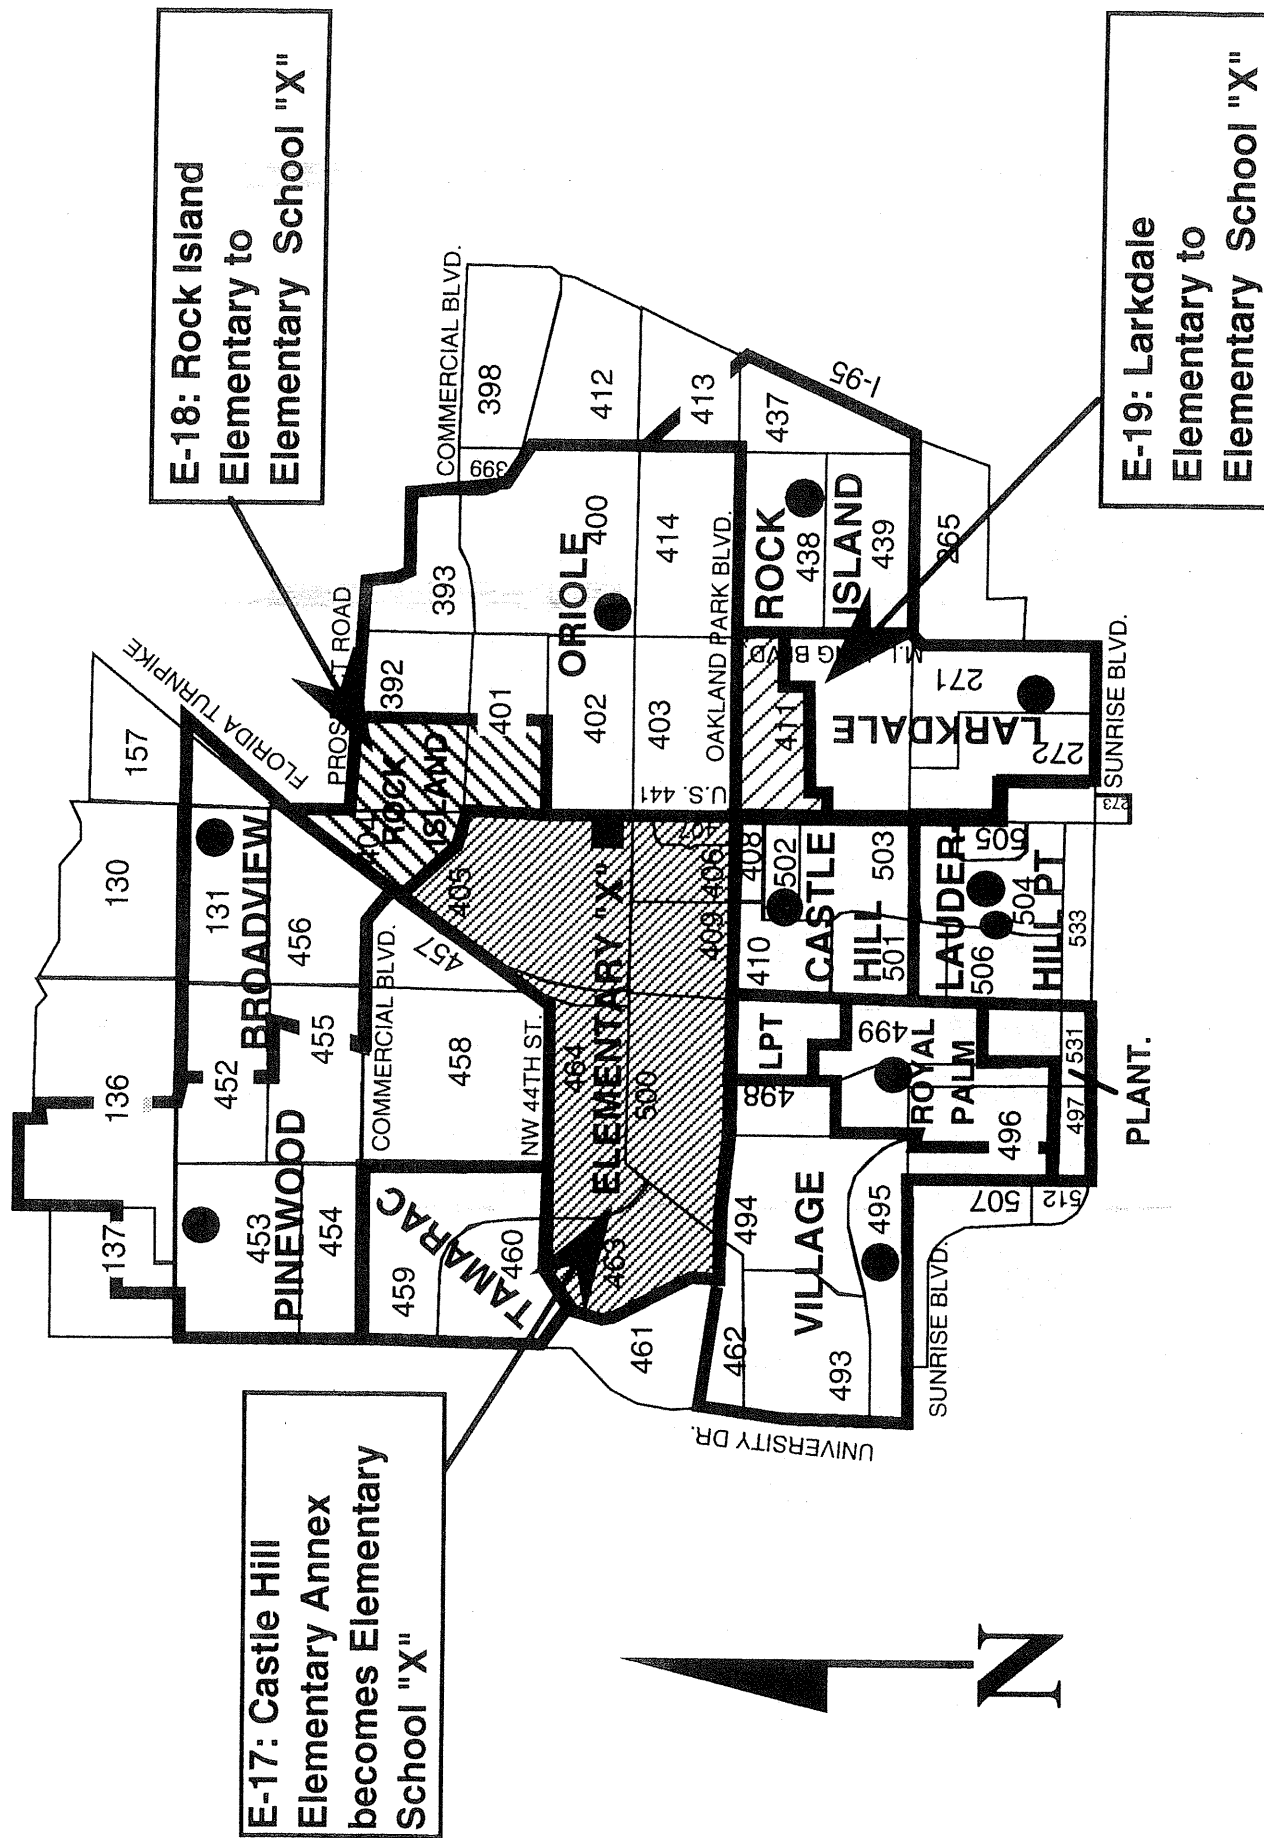 E-17: Castle Hill
Elementary Annex
becomes Elementary
School "X"
E-18: Rock Island
Elementary to
Elementary School "X"
E-19: Larkdale
Elementary to
Elementary School "X"
N
137
136
130
157
FLORIDA TURNPIKE
453
452
131
BROADVIEW
PINEWOOD
454
455
456
COMMERCIAL BLVD.
457
458
459
TAMARAC
460
NW 44TH ST.
461
463
464
500
ELEMENTARY "X"
405
ROCK
ISLAND
392
393
401
399
398
COMMERCIAL BLVD.
ORIOLE
400
402
403
414
412
413
U.S. 441
OAKLAND PARK BLVD.
409
406
407
408
410
411
502
CASTLE
HILL
501
503
LPT
498
499
ROYAL
PALM
496
497
531
PLANT.
462
494
VILLAGE
493
495
UNIVERSITY DR.
SUNRISE BLVD.
507
512
LAUDER-
HILL PT
504
505
506
533
273
LARKDALE
271
272
SUNRISE BLVD.
ROCK
ISLAND
437
438
439
265
I-95